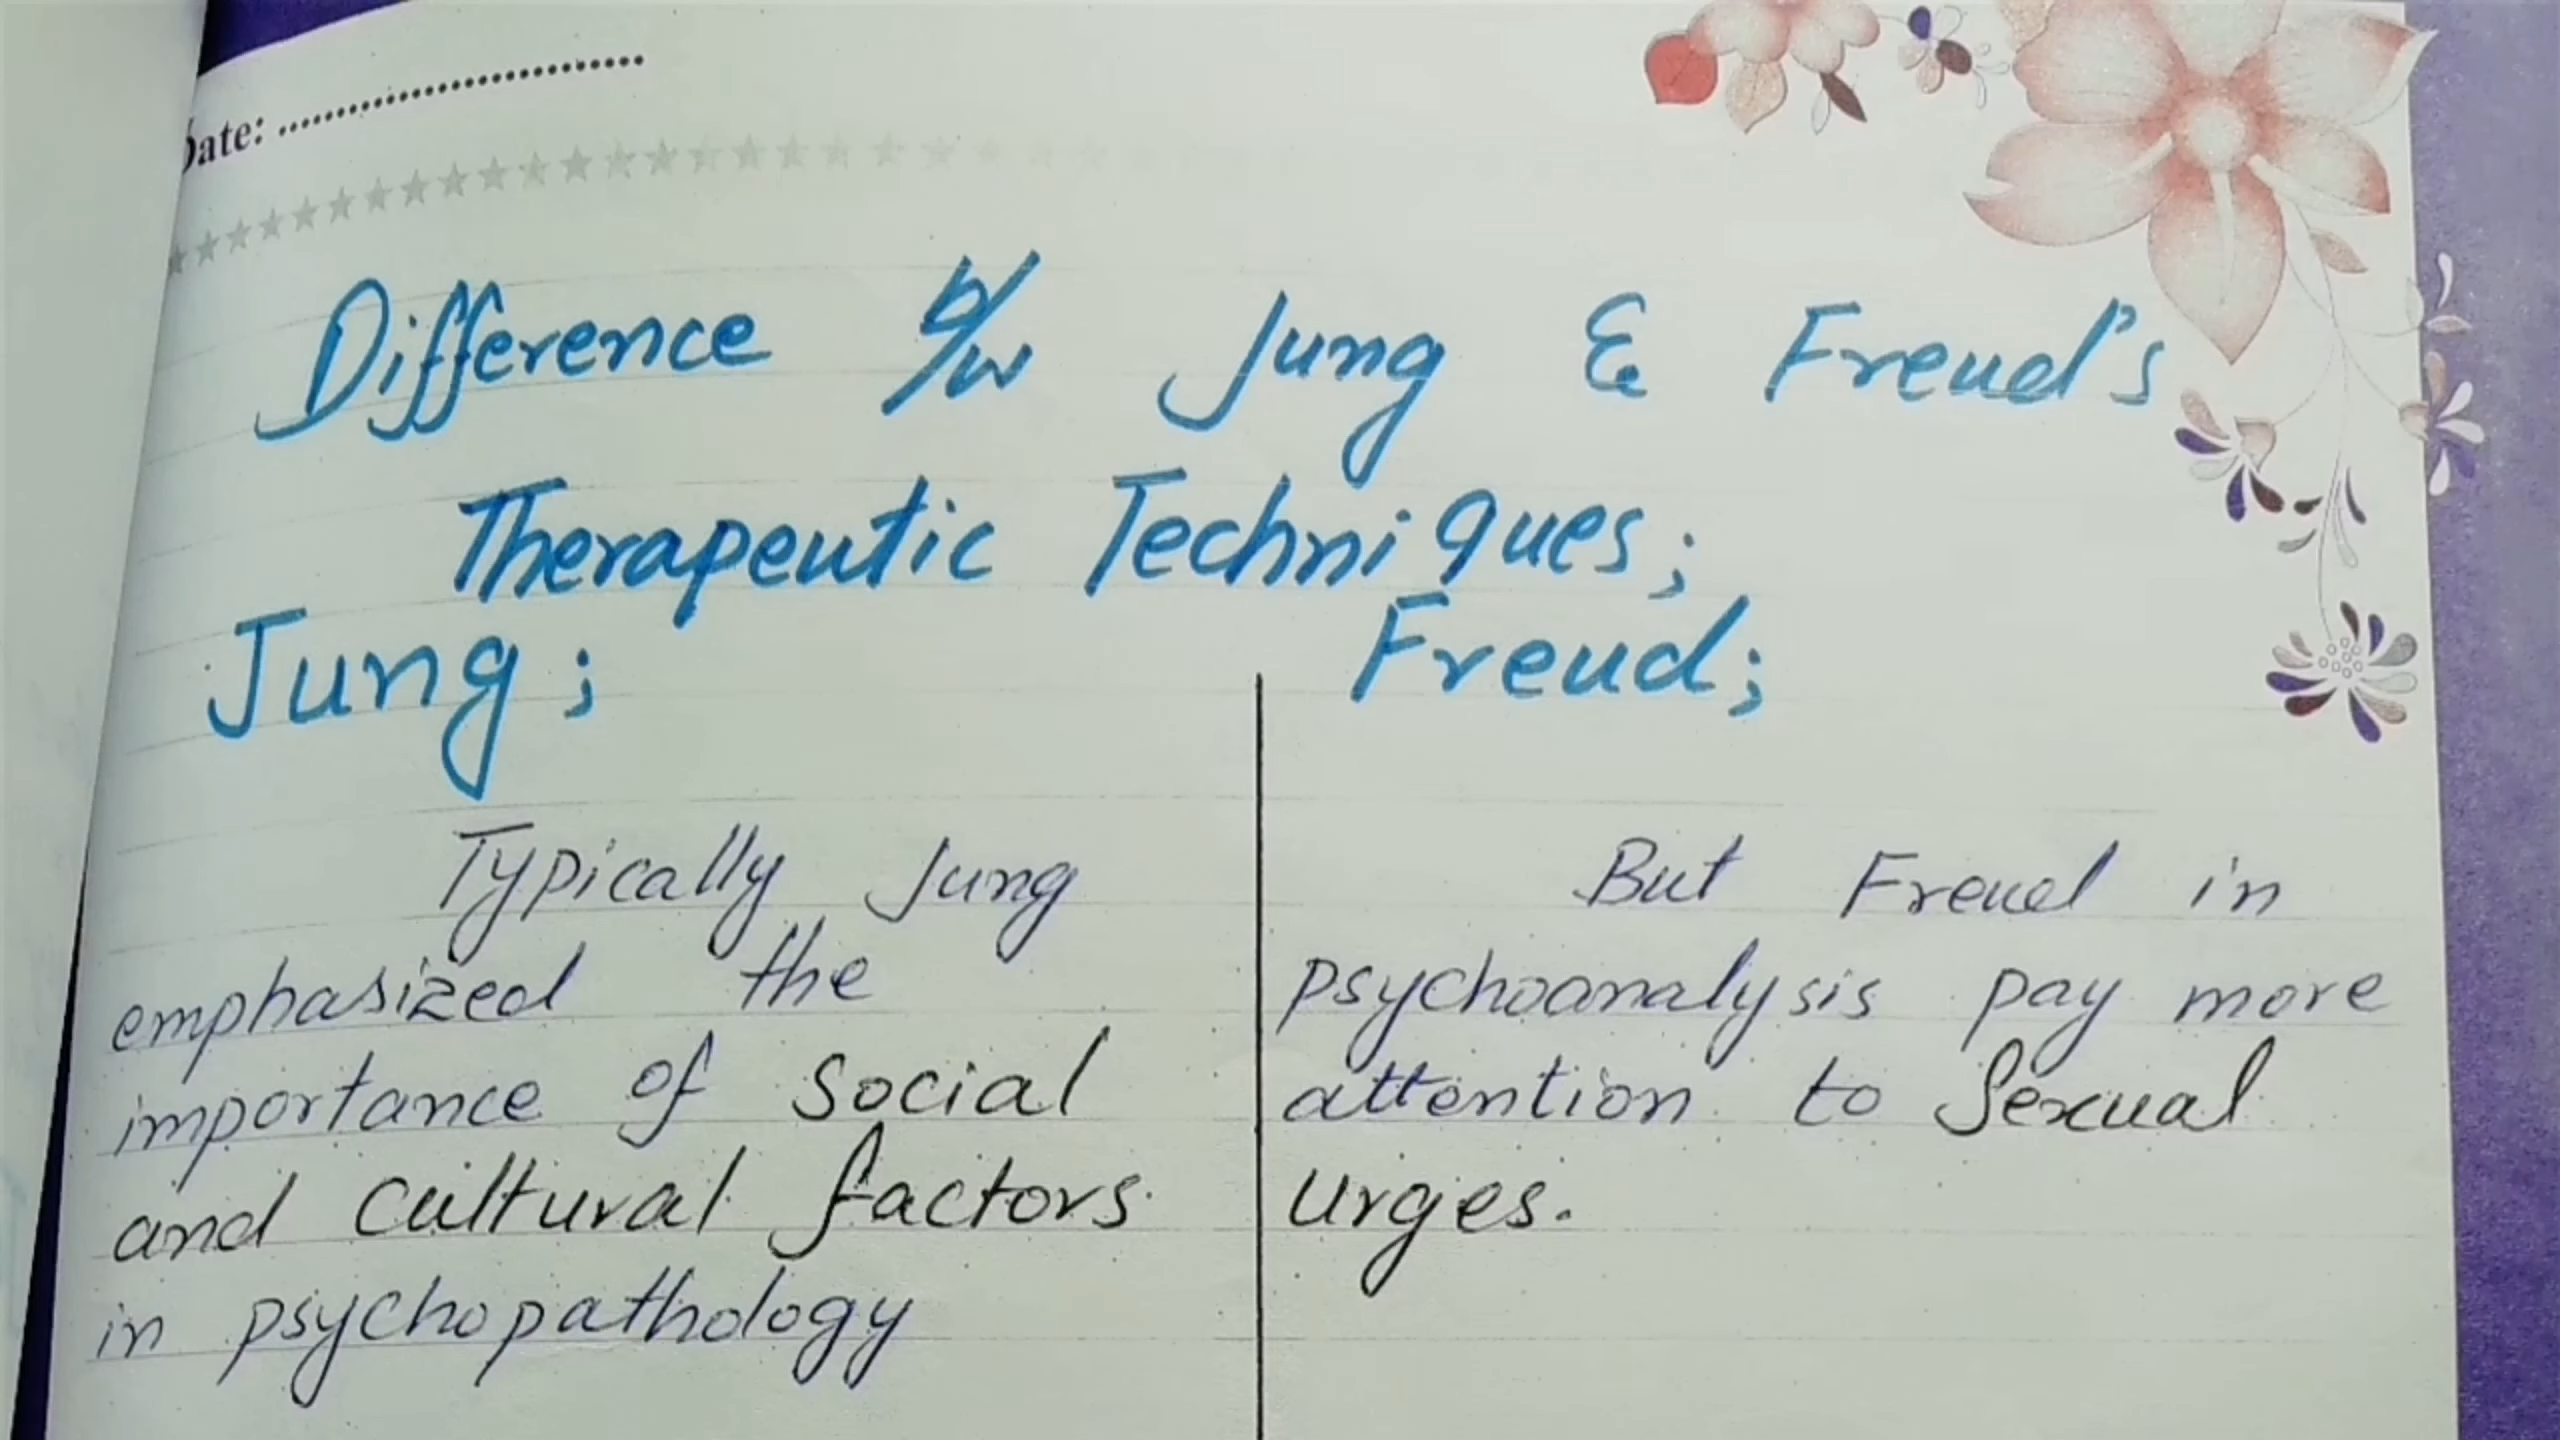 Date: ........................................
Difference b/w Jung & Freud's
Therapeutic Techniques;
Jung;
Typically Jung
emphasized the
importance of social
and cultural factors
in psychopathology
Freud;
But Freud in
psychoanalysis pay more
attention to Sexual
urges.